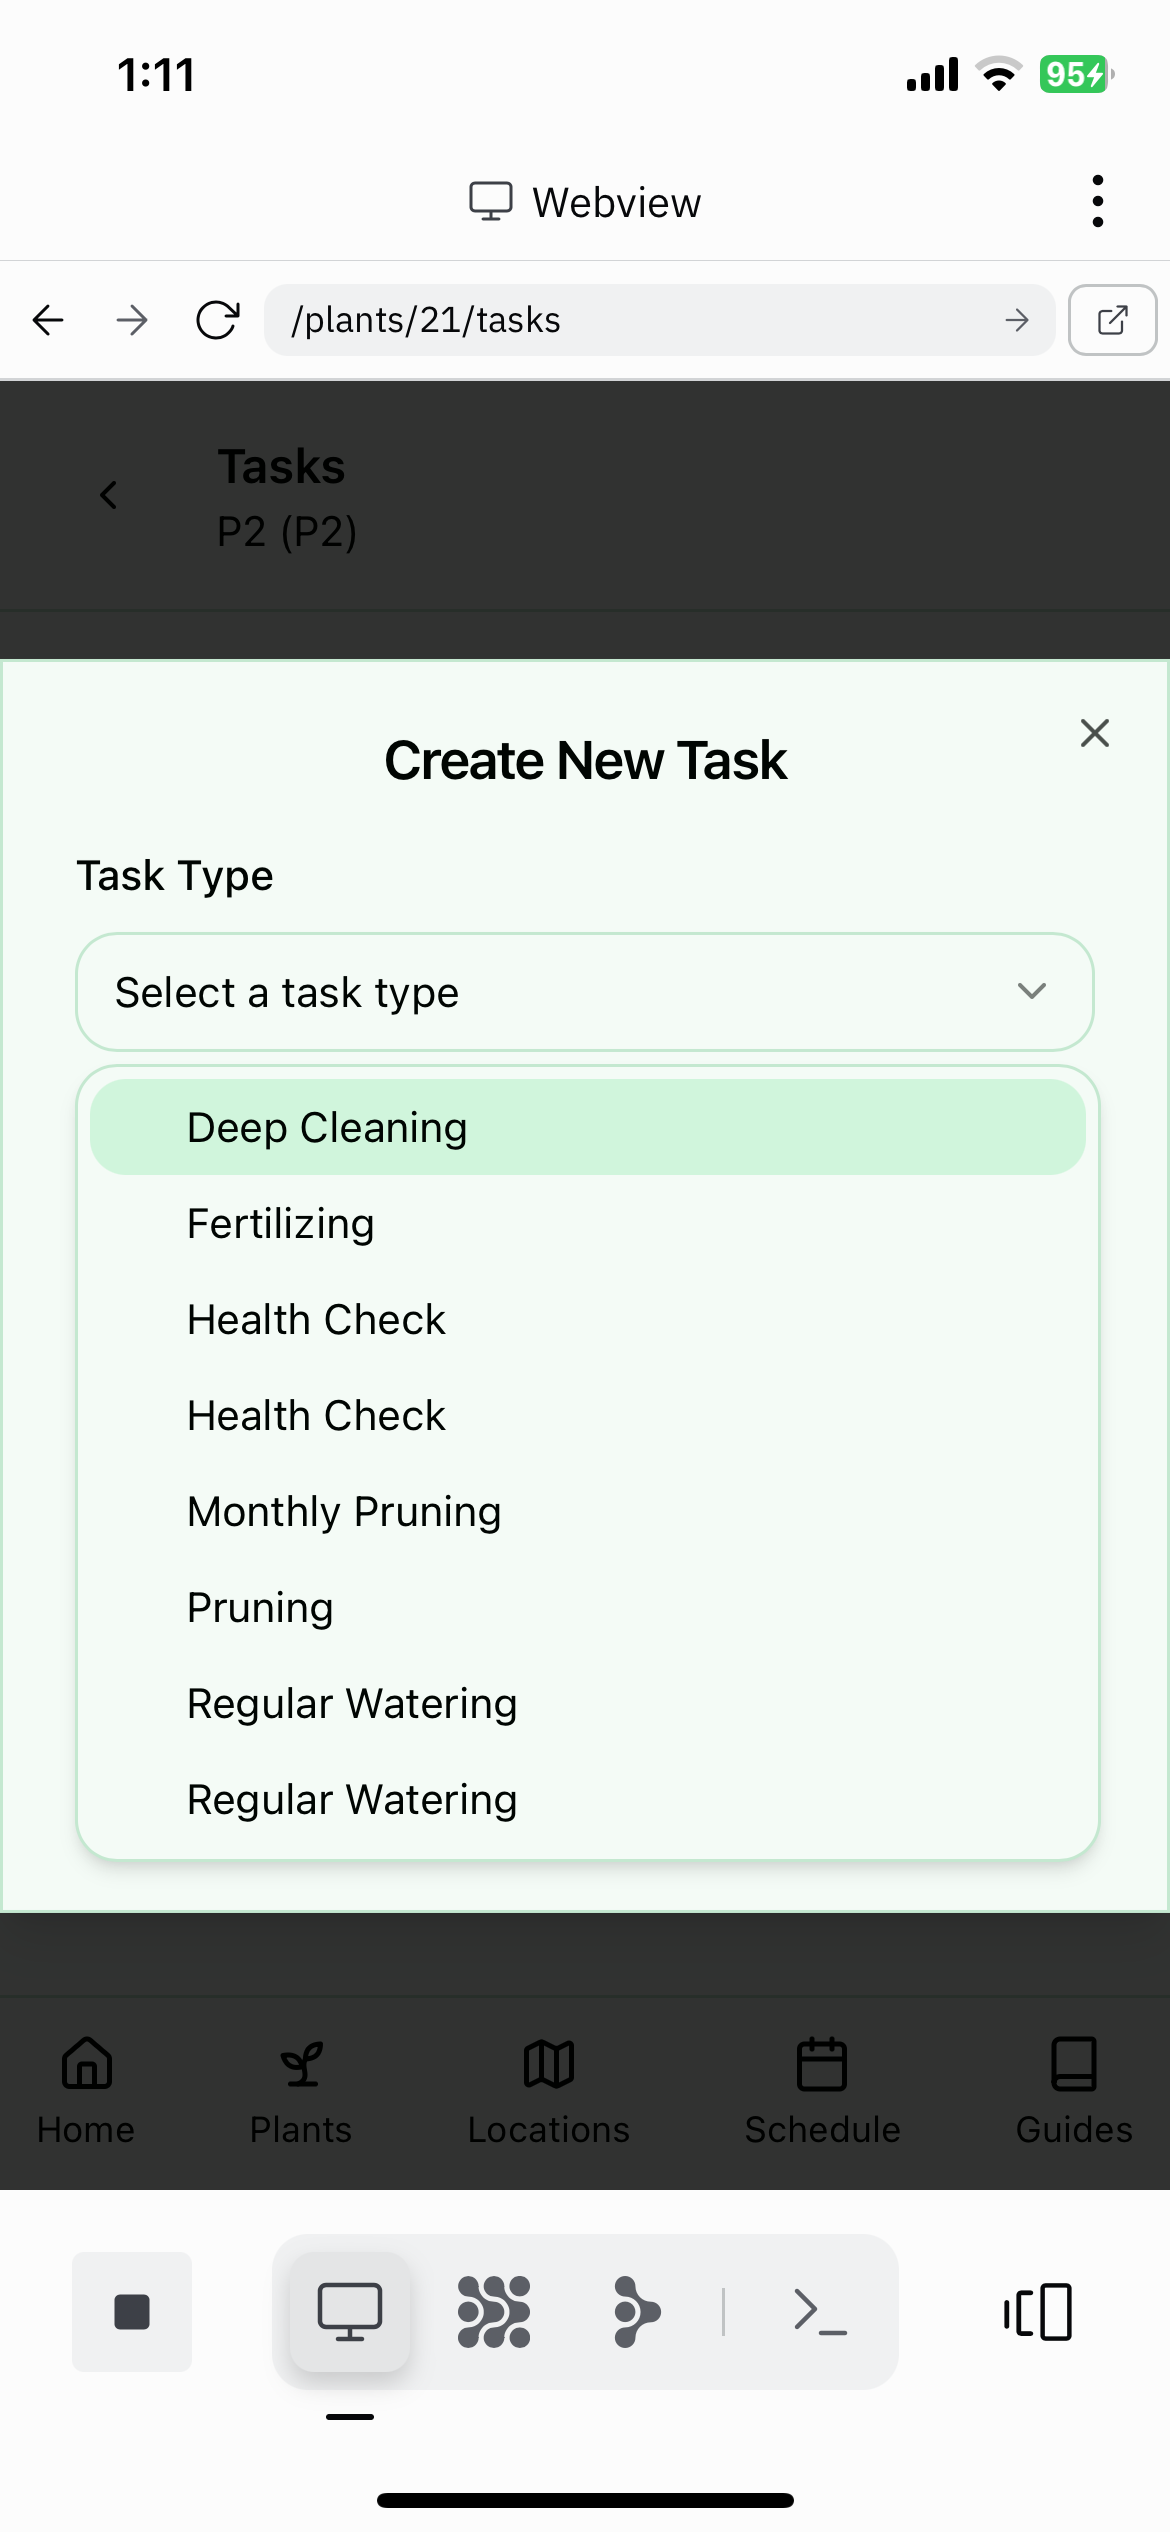 1:11
95
Webview
/plants/21/tasks
Tasks
P2 (P2)
Create New Task
Task Type
Select a task type
Deep Cleaning
Fertilizing
Health Check
Health Check
Monthly Pruning
Pruning
Regular Watering
Regular Watering
Home
Plants
Locations
Schedule
Guides